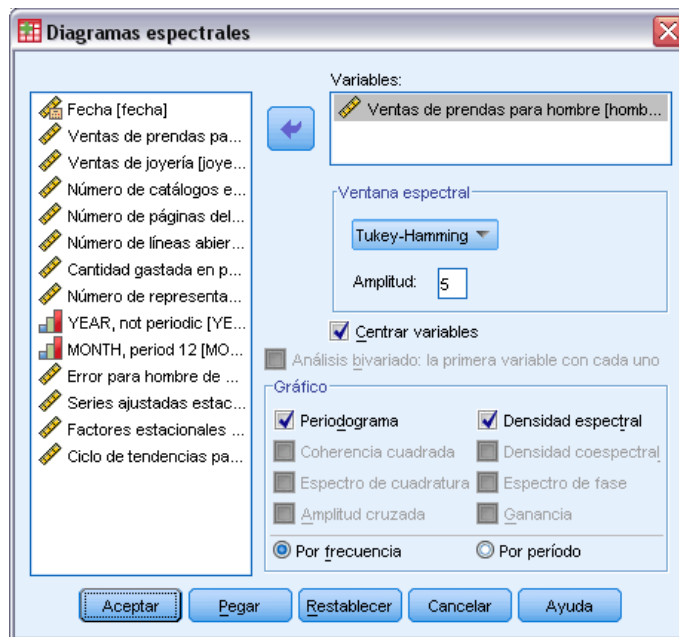 Diagramas espectrales
Fecha [fecha]
Ventas de prendas pa...
Ventas de joyería [joye...
Número de catálogos e...
Número de páginas del...
Número de líneas abier...
Cantidad gastada en p...
Número de representa...
YEAR, not periodic [YE...
MONTH, period 12 [MO...
Error para hombre de ...
Series ajustadas estac...
Factores estacionales ...
Ciclo de tendencias pa...
Variables:
Ventas de prendas para hombre [homb...
Ventana espectral
Tukey-Hamming
Amplitud: 5
Centrar variables
Análisis bivariado: la primera variable con cada uno
Gráfico
Periodograma Densidad espectral
Coherencia cuadrada Densidad coespectral
Espectro de cuadratura Espectro de fase
Amplitud cruzada Ganancia
Por frecuencia Por período
Aceptar Pegar Restablecer Cancelar Ayuda